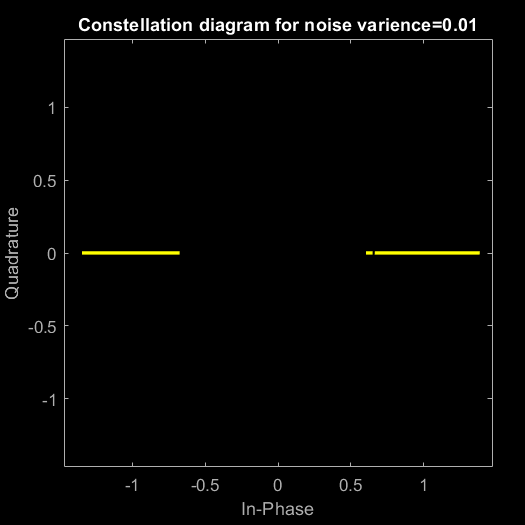 Constellation diagram for noise varience=0.01
1
0.5
0
-0.5
-1
Quadrature
-1 -0.5 0 0.5 1
In-Phase